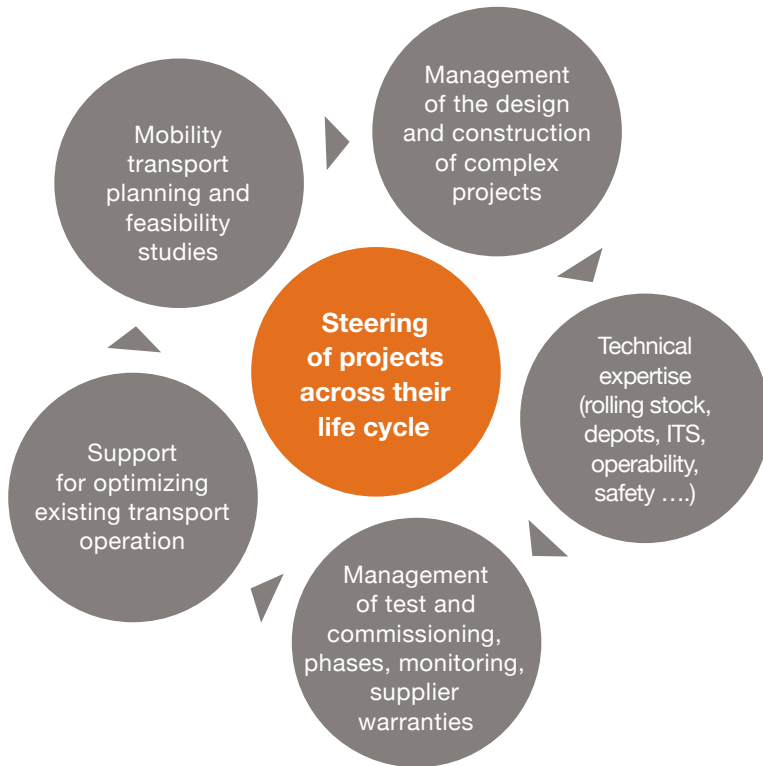 Mobility
transport
planning and
feasibility
studies
Management
of the design
and construction
of complex
projects
Steering
of projects
across their
life cycle
Technical
expertise
(rolling stock,
depots, ITS,
operability,
safety ….)
Support
for optimizing
existing transport
operation
Management
of test and
commissioning,
phases, monitoring,
supplier
warranties